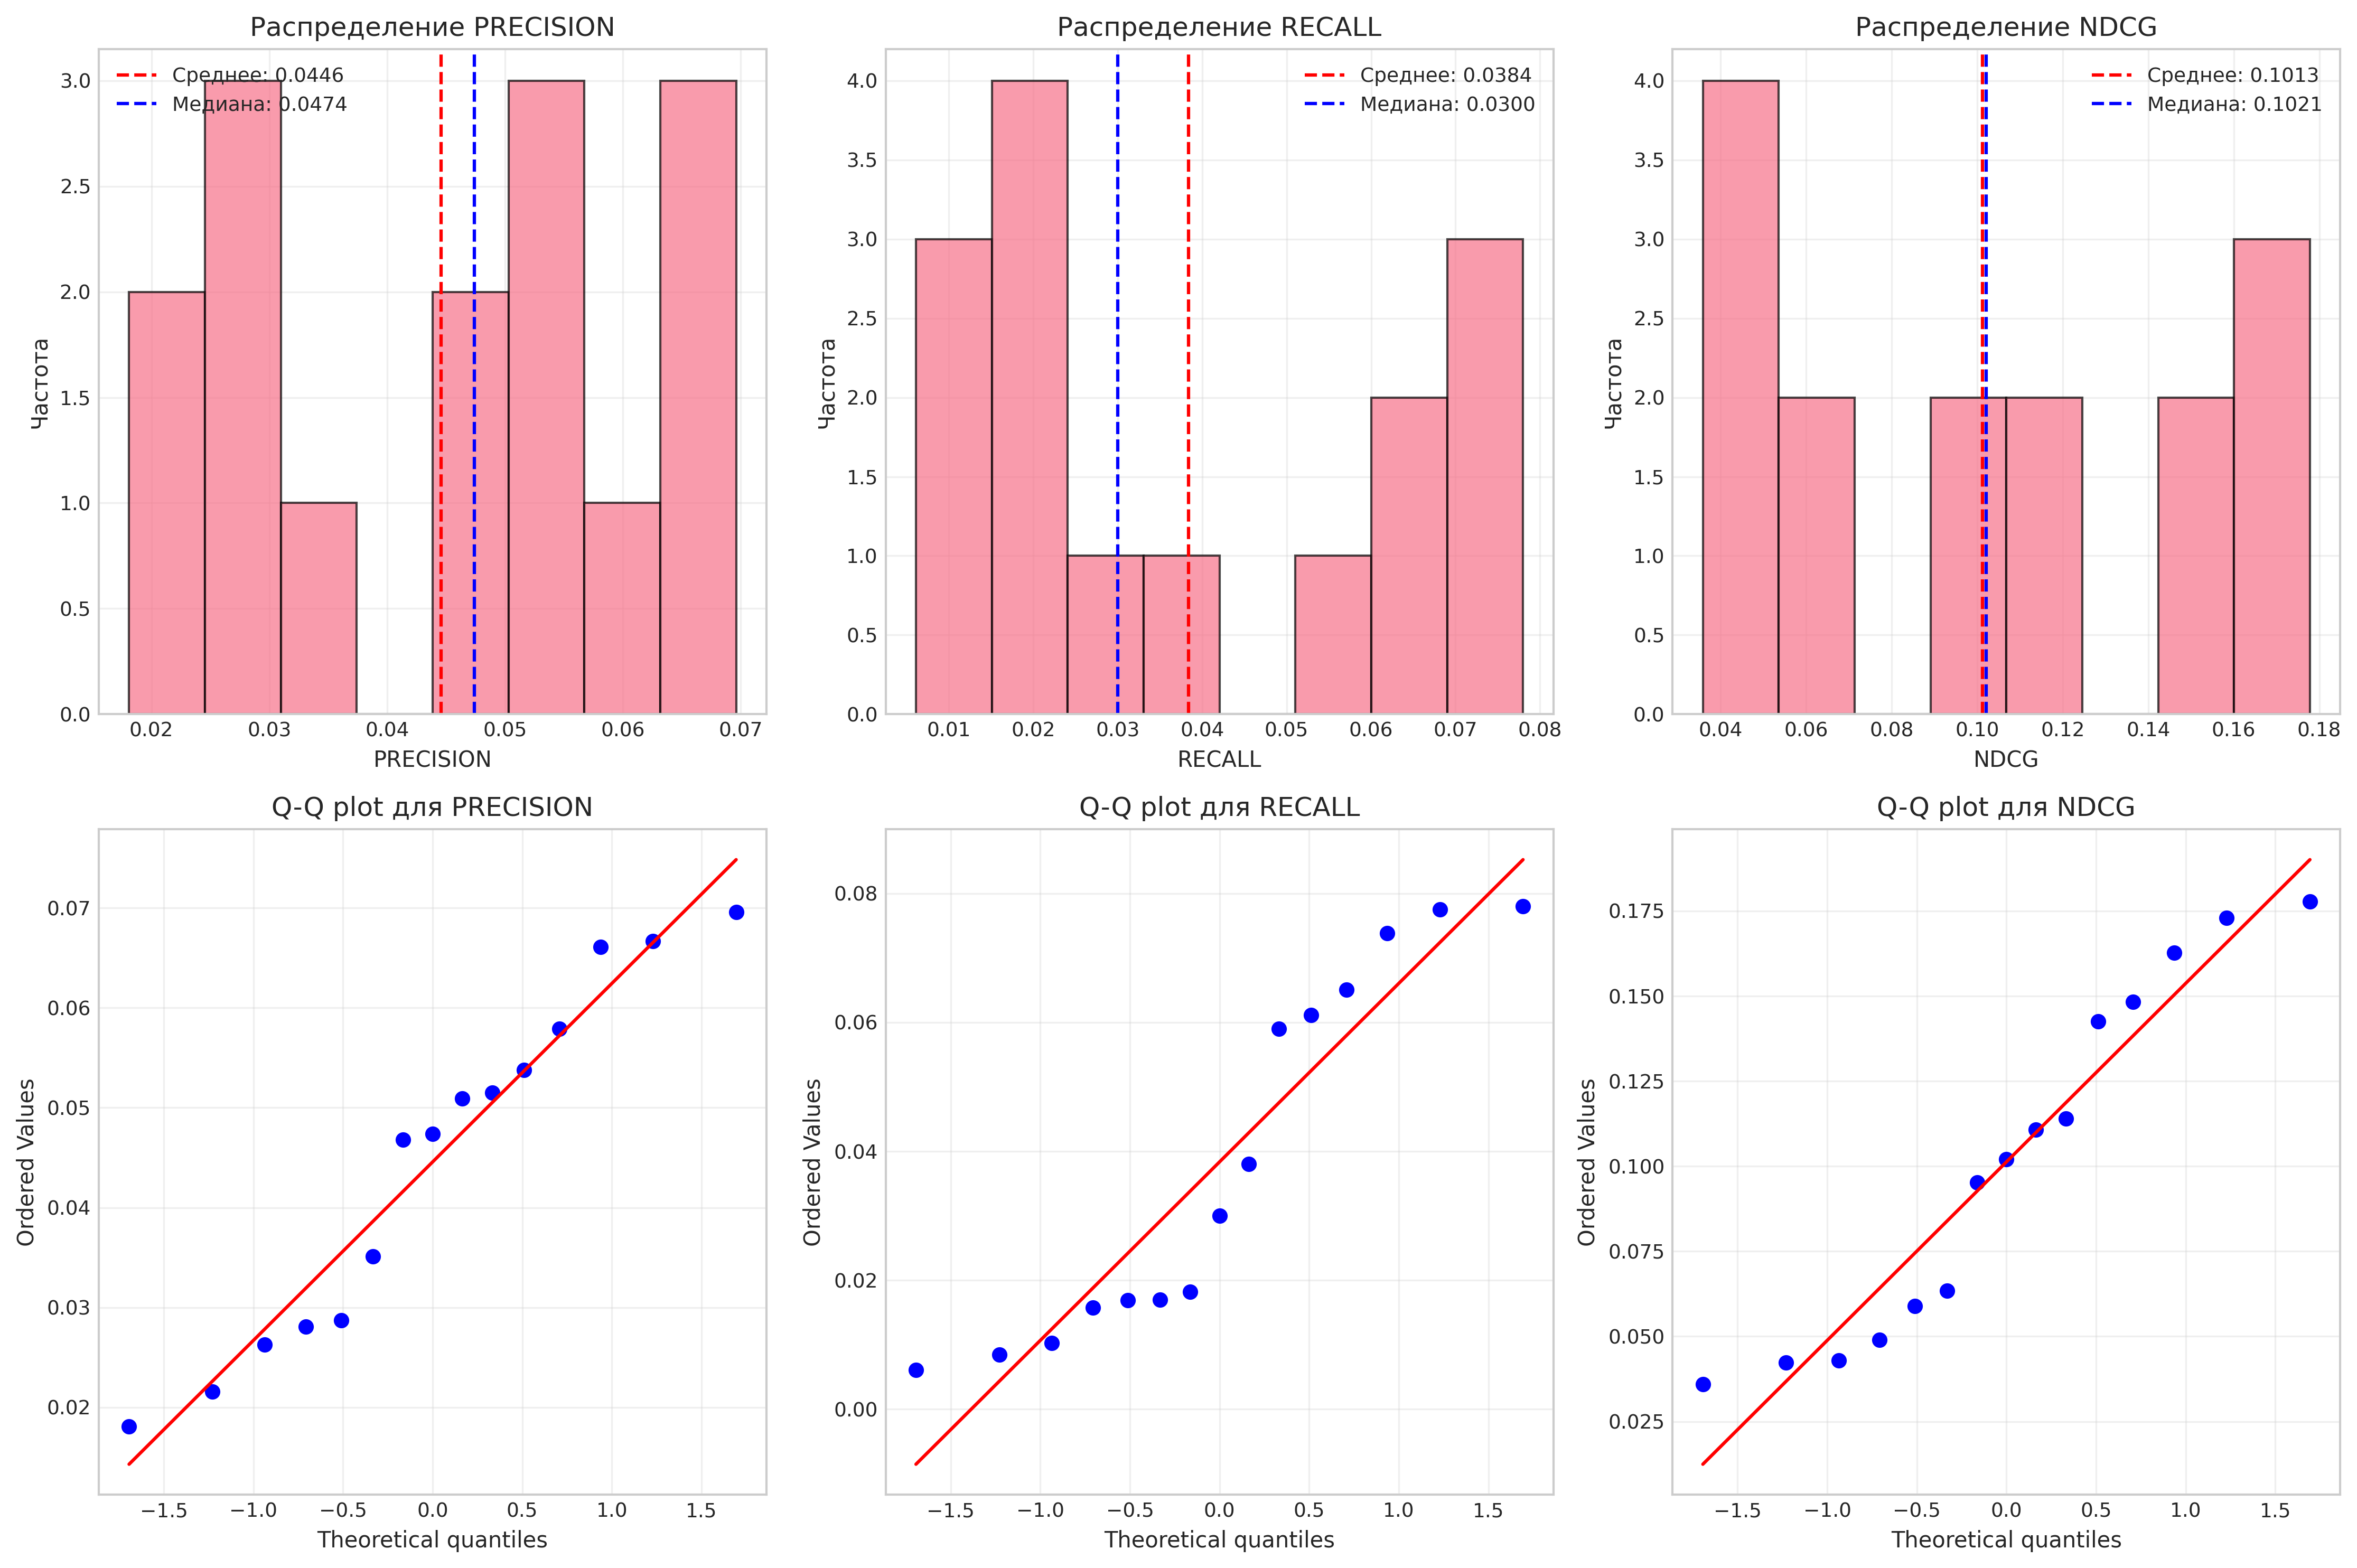 Распределение PRECISION
Среднее: 0.0446
Медиана: 0.0474
3.0
2.5
2.0
1.5
1.0
0.5
0.0
Частота
0.02 0.03 0.04 0.05 0.06 0.07
PRECISION
Распределение RECALL
Среднее: 0.0384
Медиана: 0.0300
4.0
3.5
3.0
2.5
2.0
1.5
1.0
0.5
0.0
Частота
0.01 0.02 0.03 0.04 0.05 0.06 0.07 0.08
RECALL
Распределение NDCG
Среднее: 0.1013
Медиана: 0.1021
4.0
3.5
3.0
2.5
2.0
1.5
1.0
0.5
0.0
Частота
0.04 0.06 0.08 0.10 0.12 0.14 0.16 0.18
NDCG
Q-Q plot для PRECISION
0.07
0.06
0.05
0.04
0.03
0.02
Ordered Values
−1.5 −1.0 −0.5 0.0 0.5 1.0 1.5
Theoretical quantiles
Q-Q plot для RECALL
0.08
0.06
0.04
0.02
0.00
Ordered Values
−1.5 −1.0 −0.5 0.0 0.5 1.0 1.5
Theoretical quantiles
Q-Q plot для NDCG
0.175
0.150
0.125
0.100
0.075
0.050
0.025
Ordered Values
−1.5 −1.0 −0.5 0.0 0.5 1.0 1.5
Theoretical quantiles